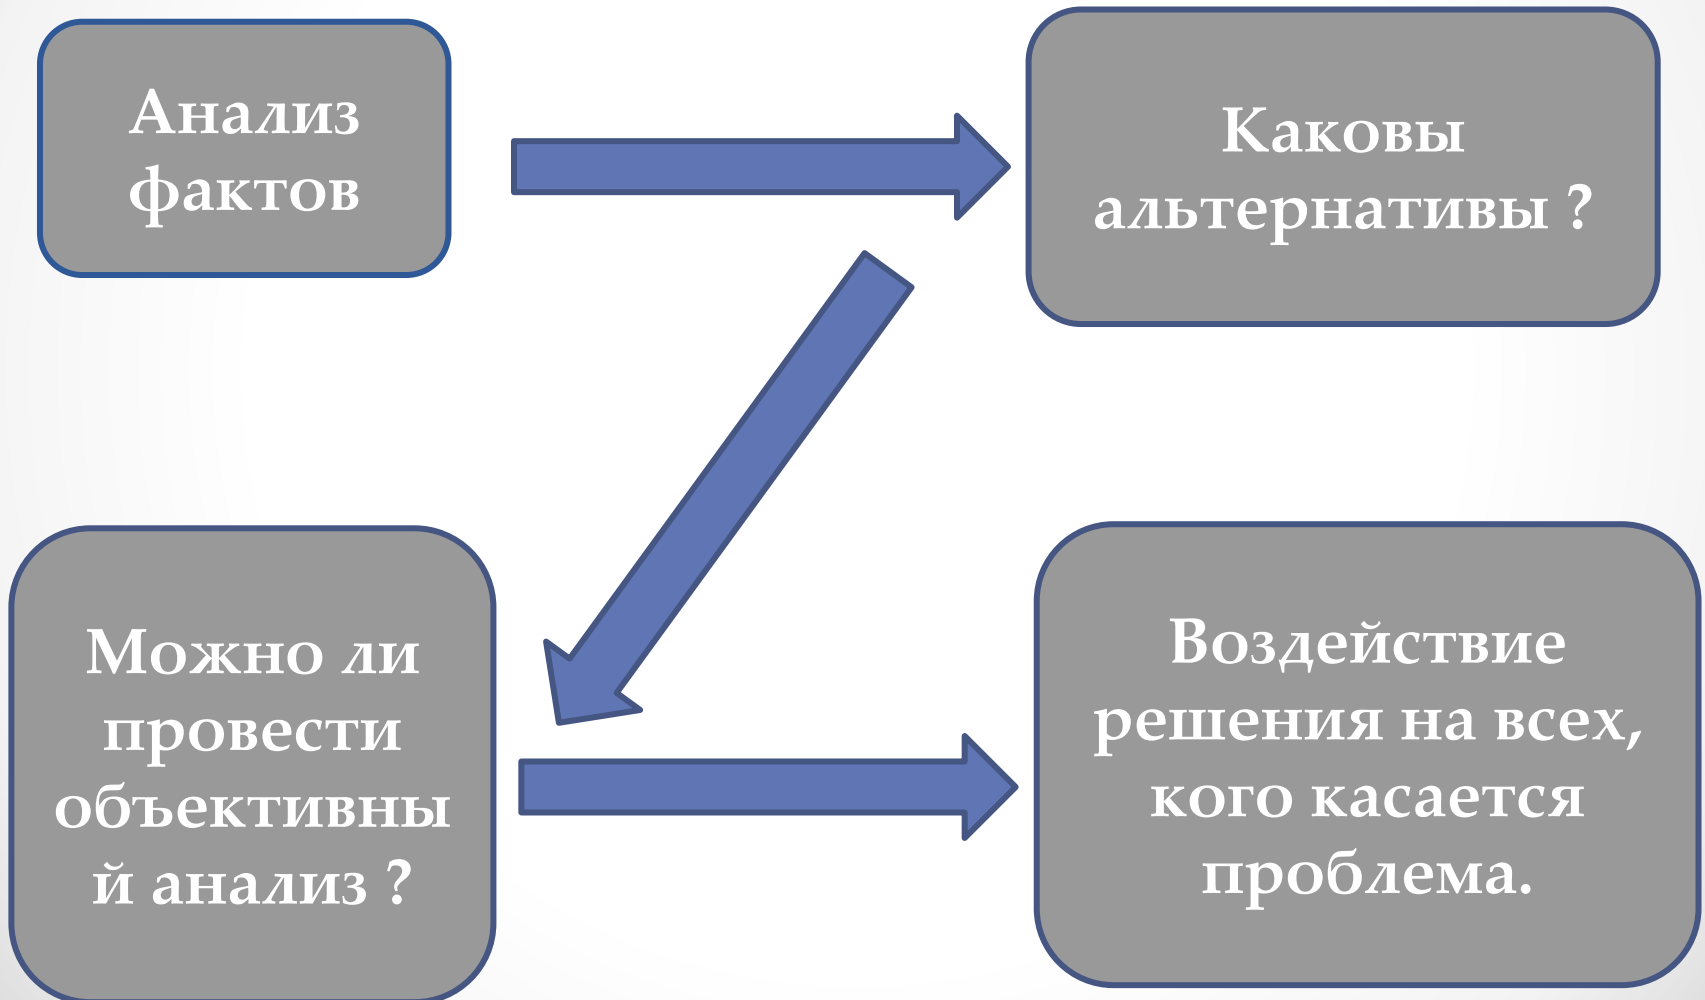 Анализ
фактов
Каковы
альтернативы ?
Можно ли
провести
объективны
й анализ ?
Воздействие
решения на всех,
кого касается
проблема.